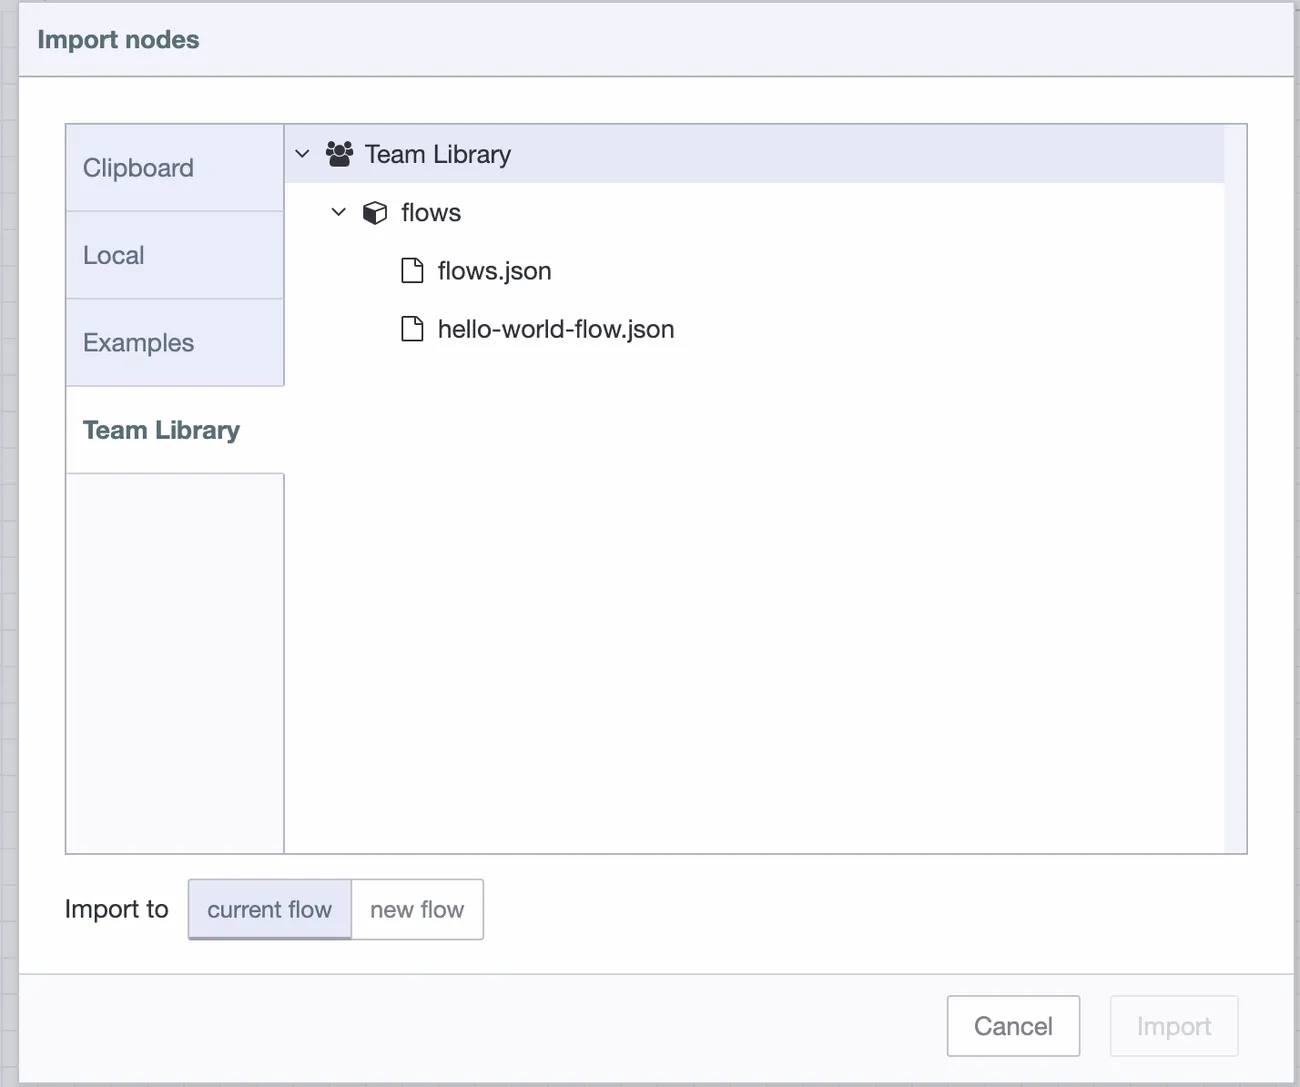 Import nodes
Clipboard
Local
Examples
Team Library
Team Library
flows
flows.json
hello-world-flow.json
Import to
current flow
new flow
Cancel
Import